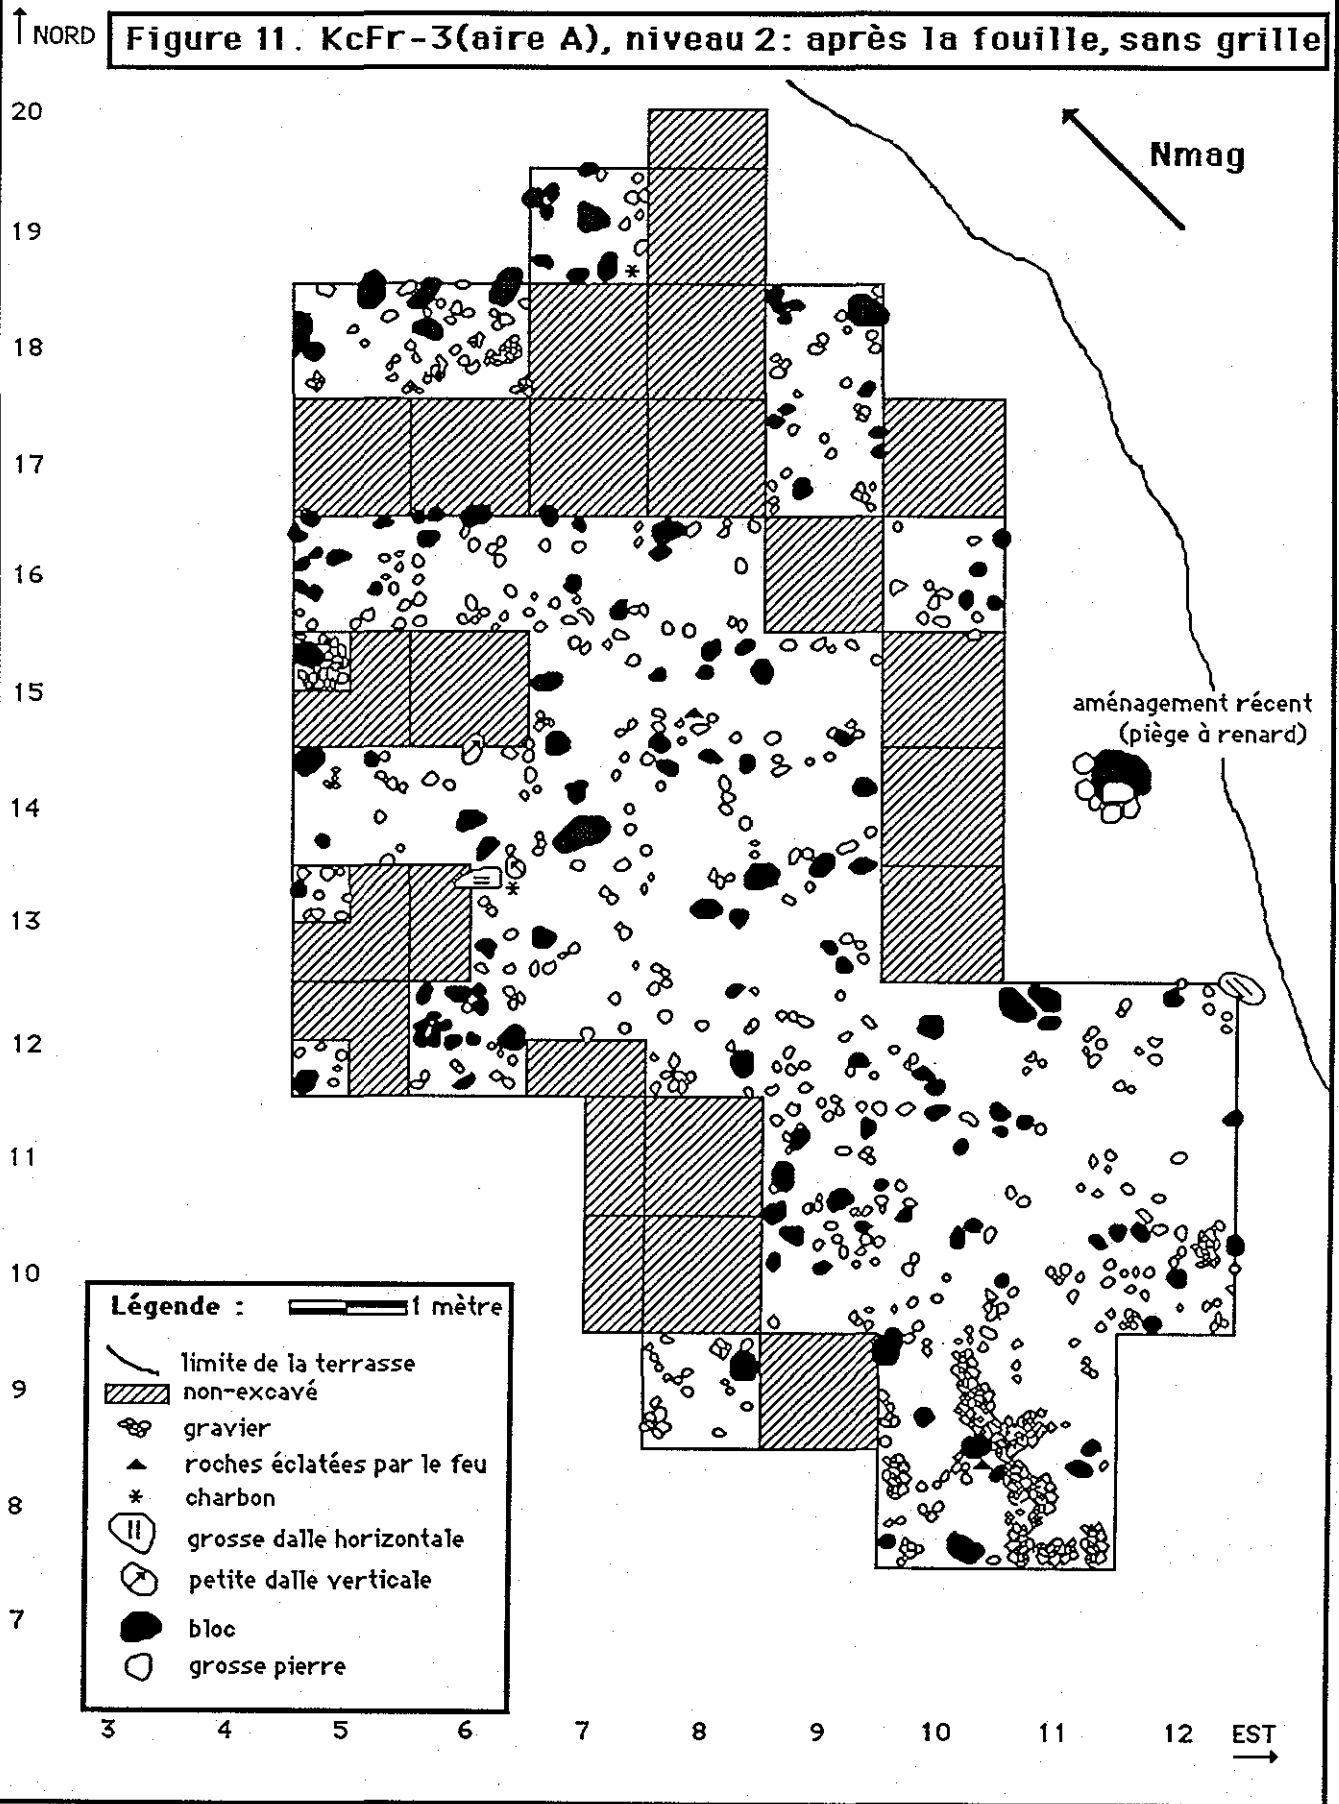 NORD
Figure 11. KcFr-3(aire A), niveau 2: après la fouille, sans grille
Nmag
20
19
18
17
16
15
14
13
12
11
10
9
8
7
aménagement récent
(piège à renard)
Légende :
1 mètre
limite de la terrasse
non-excavé
gravier
roches éclatées par le feu
* charbon
grosse dalle horizontale
petite dalle verticale
bloc
grosse pierre
3 4 5 6 7 8 9 10 11 12 EST